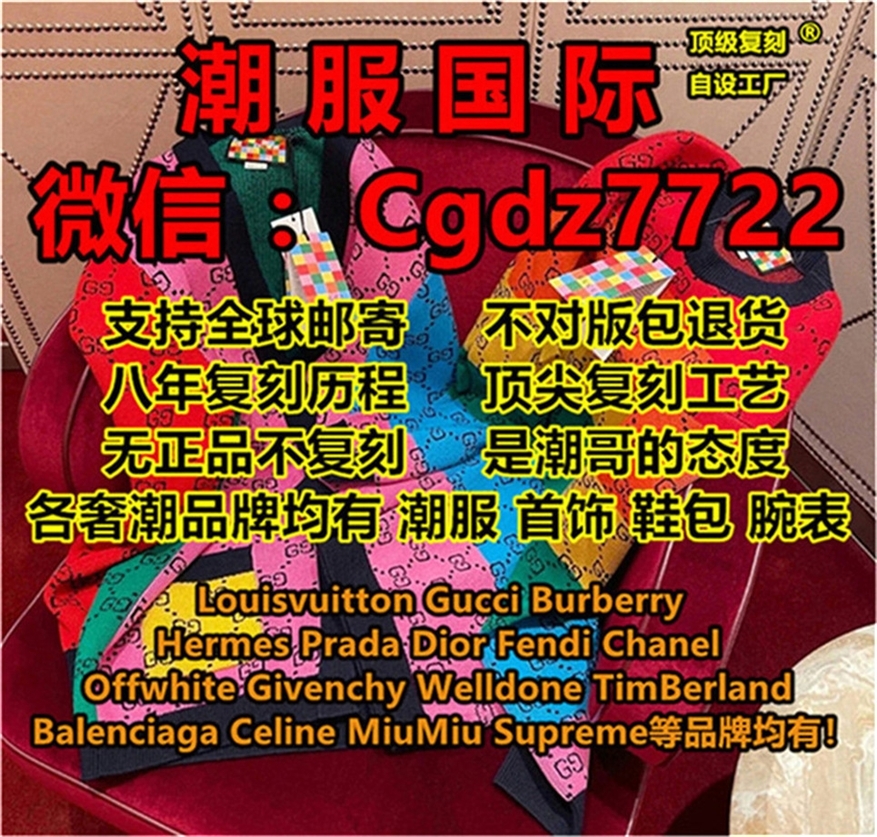 潮服国际
顶级复刻 ®
自设工厂
微信：Cgdz7722
支持全球邮寄 不对版包退货
八年复刻历程 顶尖复刻工艺
无正品不复刻 是潮哥的态度
各奢潮品牌均有 潮服 首饰 鞋包 腕表
Louisvuitton Gucci Burberry
Hermes Prada Dior Fendi Chanel
Offwhite Givenchy Welldone TimBerland
Balenciaga Celine MiuMiu Supreme等品牌均有!